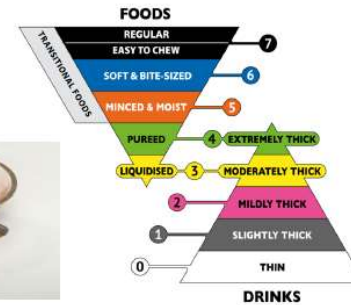 FOODS
TRANSITIONAL FOODS
REGULAR
EASY TO CHEW
7
SOFT & BITE-SIZED
6
MINCED & MOIST
5
PUREED
4
EXTREMELY THICK
LIQUIDISED
3
MODERATELY THICK
2
MILDLY THICK
1
SLIGHTLY THICK
0
THIN
DRINKS